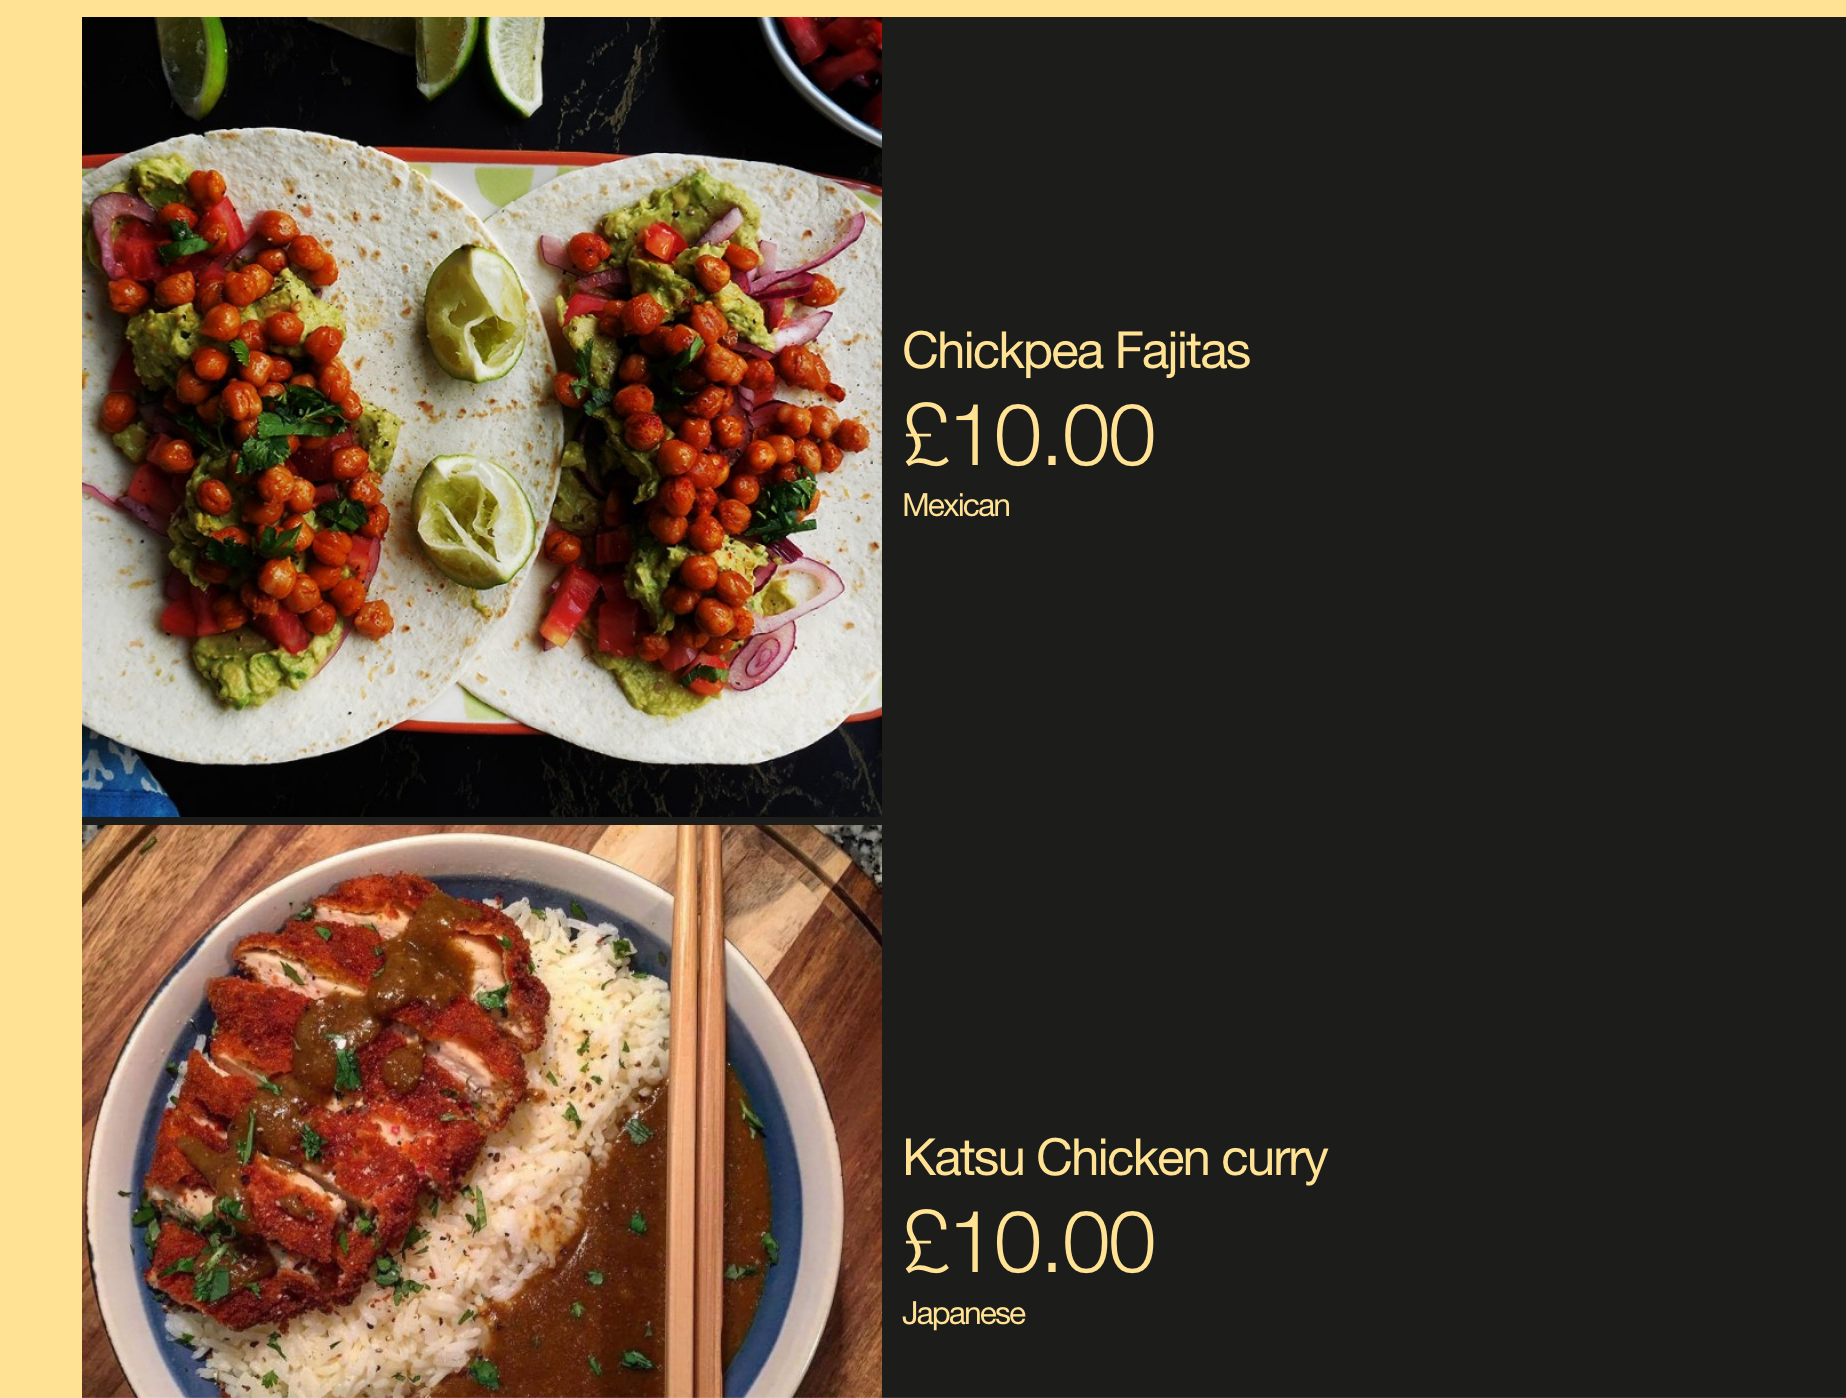 Chickpea Fajitas
£10.00
Mexican
Katsu Chicken curry
£10.00
Japanese